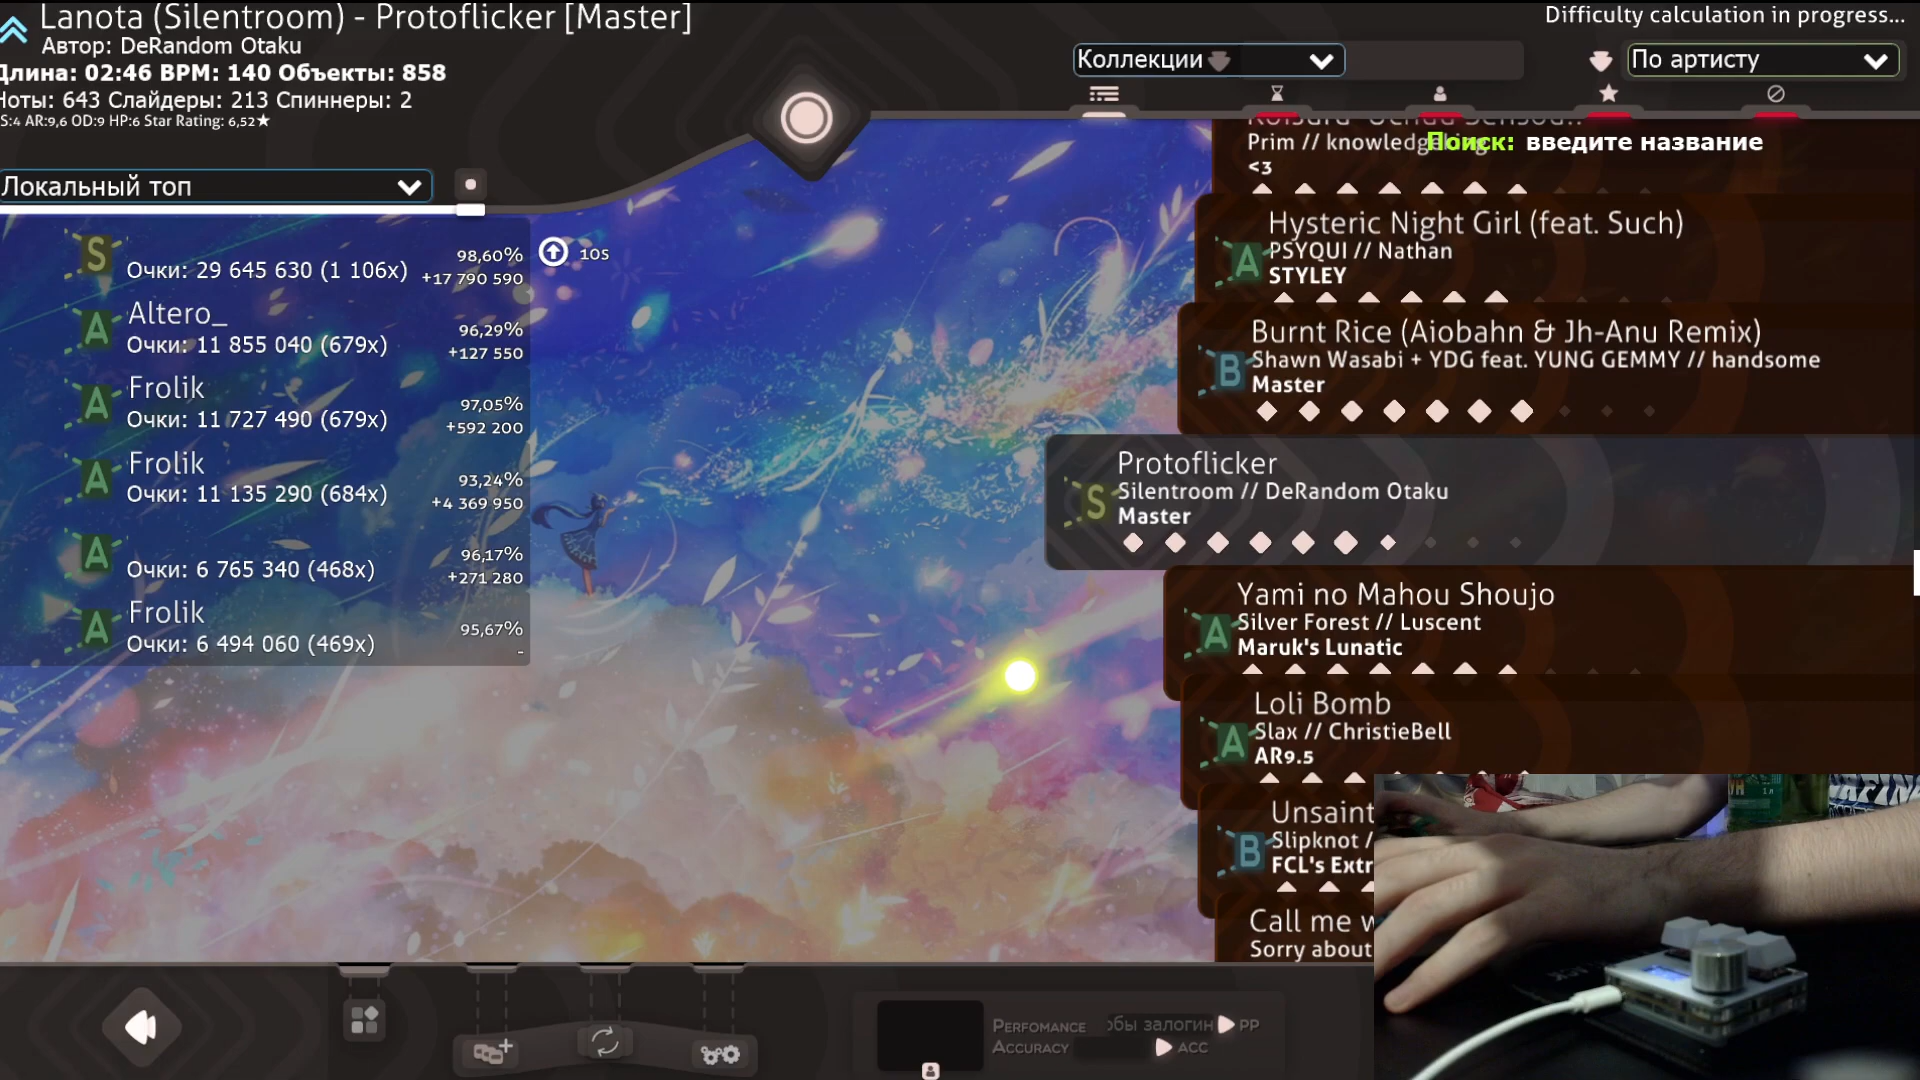 Lanota (Silentroom) - Protoflicker [Master]
Автор: DeRandom Otaku
Длина: 02:46 BPM: 140 Объекты: 858
Ноты: 643 Слайдеры: 213 Спиннеры: 2
S:4 AR:9,6 OD:9 HP:6 Star Rating: 6,52★
Difficulty calculation in progress...
Коллекции
По артисту
Локальный топ
Поиск: введите название
S
Очки: 29 645 630 (1 106x)
98,60%
+17 790 590
10s
A
Altero_
Очки: 11 855 040 (679x)
96,29%
+127 550
A
Frolik
Очки: 11 727 490 (679x)
97,05%
+592 200
A
Frolik
Очки: 11 135 290 (684x)
93,24%
+4 369 950
A
Очки: 6 765 340 (468x)
96,17%
+271 280
A
Frolik
Очки: 6 494 060 (469x)
95,67%
-
Prim //
<3
A
Hysteric Night Girl (feat. Such)
PSYQUI // Nathan
STYLEY
B
Burnt Rice (Aiobahn & Jh-Anu Remix)
Shawn Wasabi + YDG feat. YUNG GEMMY // handsome
Master
S
Protoflicker
Silentroom // DeRandom Otaku
Master
A
Yami no Mahou Shoujo
Silver Forest // Luscent
Maruk's Lunatic
A
Loli Bomb
Slax // ChristieBell
AR9.5
B
Unsaint
Slipknot /
FCL's Extr
Call me w
Sorry about
Perfomance
обы залогин
PP
Accuracy
ACC